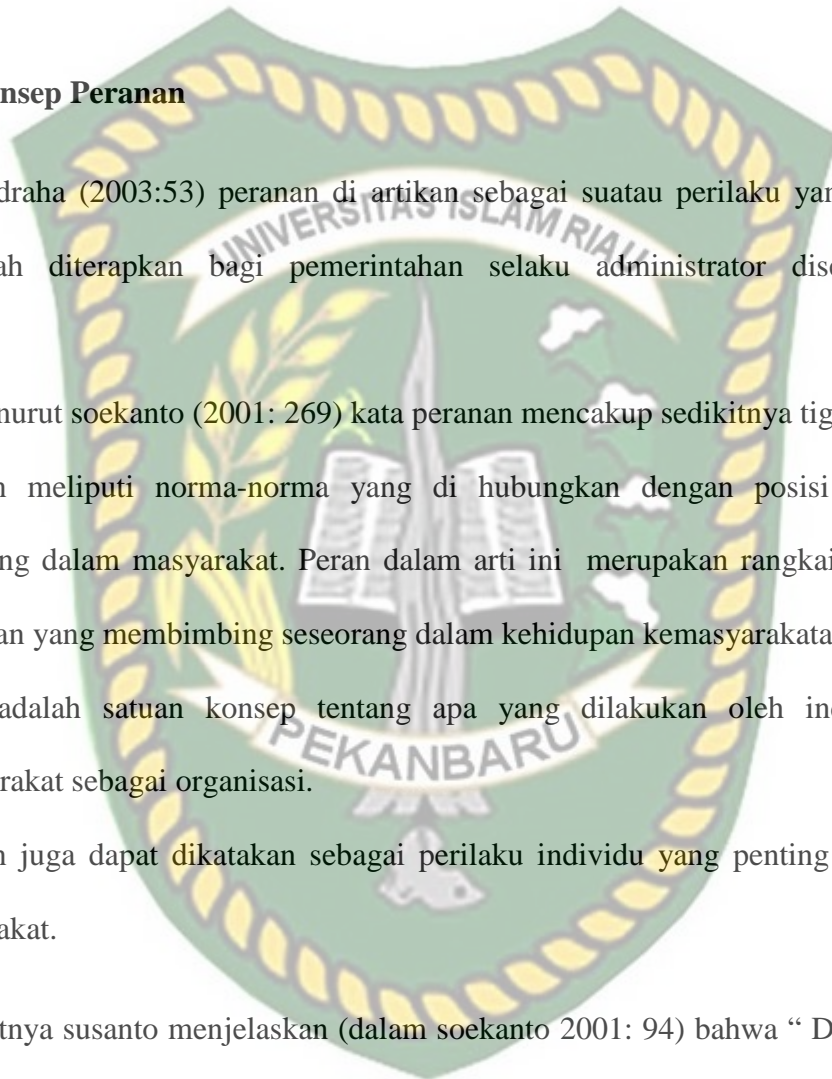 nsep Peranan
draha (2003:53) peranan di artikan sebagai suatau perilaku yan
UNIVERSITAS ISLAM RIAU
ah diterapkan bagi pemerintahan selaku administrator dise
nurut soekanto (2001: 269) kata peranan mencakup sedikitnya tig
n meliputi norma-norma yang di hubungkan dengan posisi
ng dalam masyarakat. Peran dalam arti ini merupakan rangkai
an yang membimbing seseorang dalam kehidupan kemasyarakata
adalah satuan konsep tentang apa yang dilakukan oleh in
PEKANBARU
rakat sebagai organisasi.
n juga dapat dikatakan sebagai perilaku individu yang penting
akat.
tnya susanto menjelaskan (dalam soekanto 2001: 94) bahwa “ D